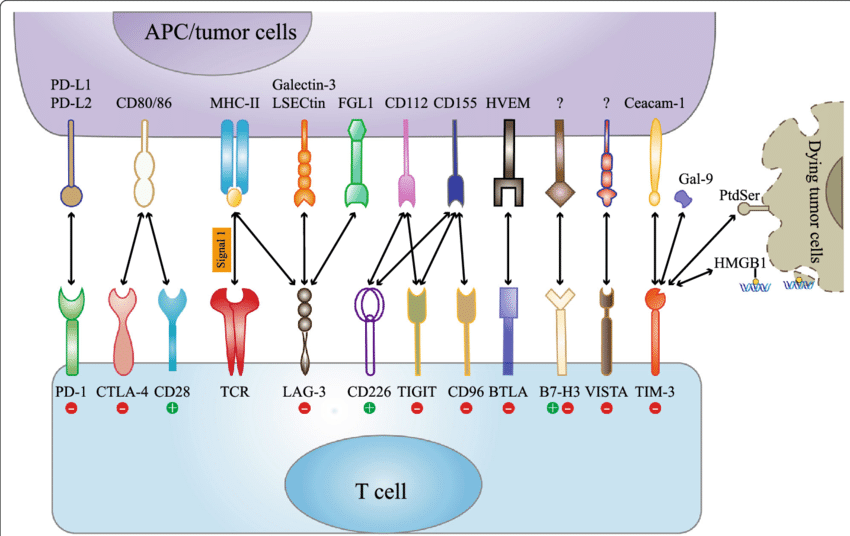 APC/tumor cells
PD-L1
PD-L2
CD80/86
MHC-II
Galectin-3
LSECtin
FGL1
CD112
CD155
HVEM
?
?
Ceacam-1
Gal-9
PtdSer
HMGB1
Dying tumor cells
Signal 1
PD-1
CTLA-4
CD28
TCR
LAG-3
CD226
TIGIT
CD96
BTLA
B7-H3
VISTA
TIM-3
T cell